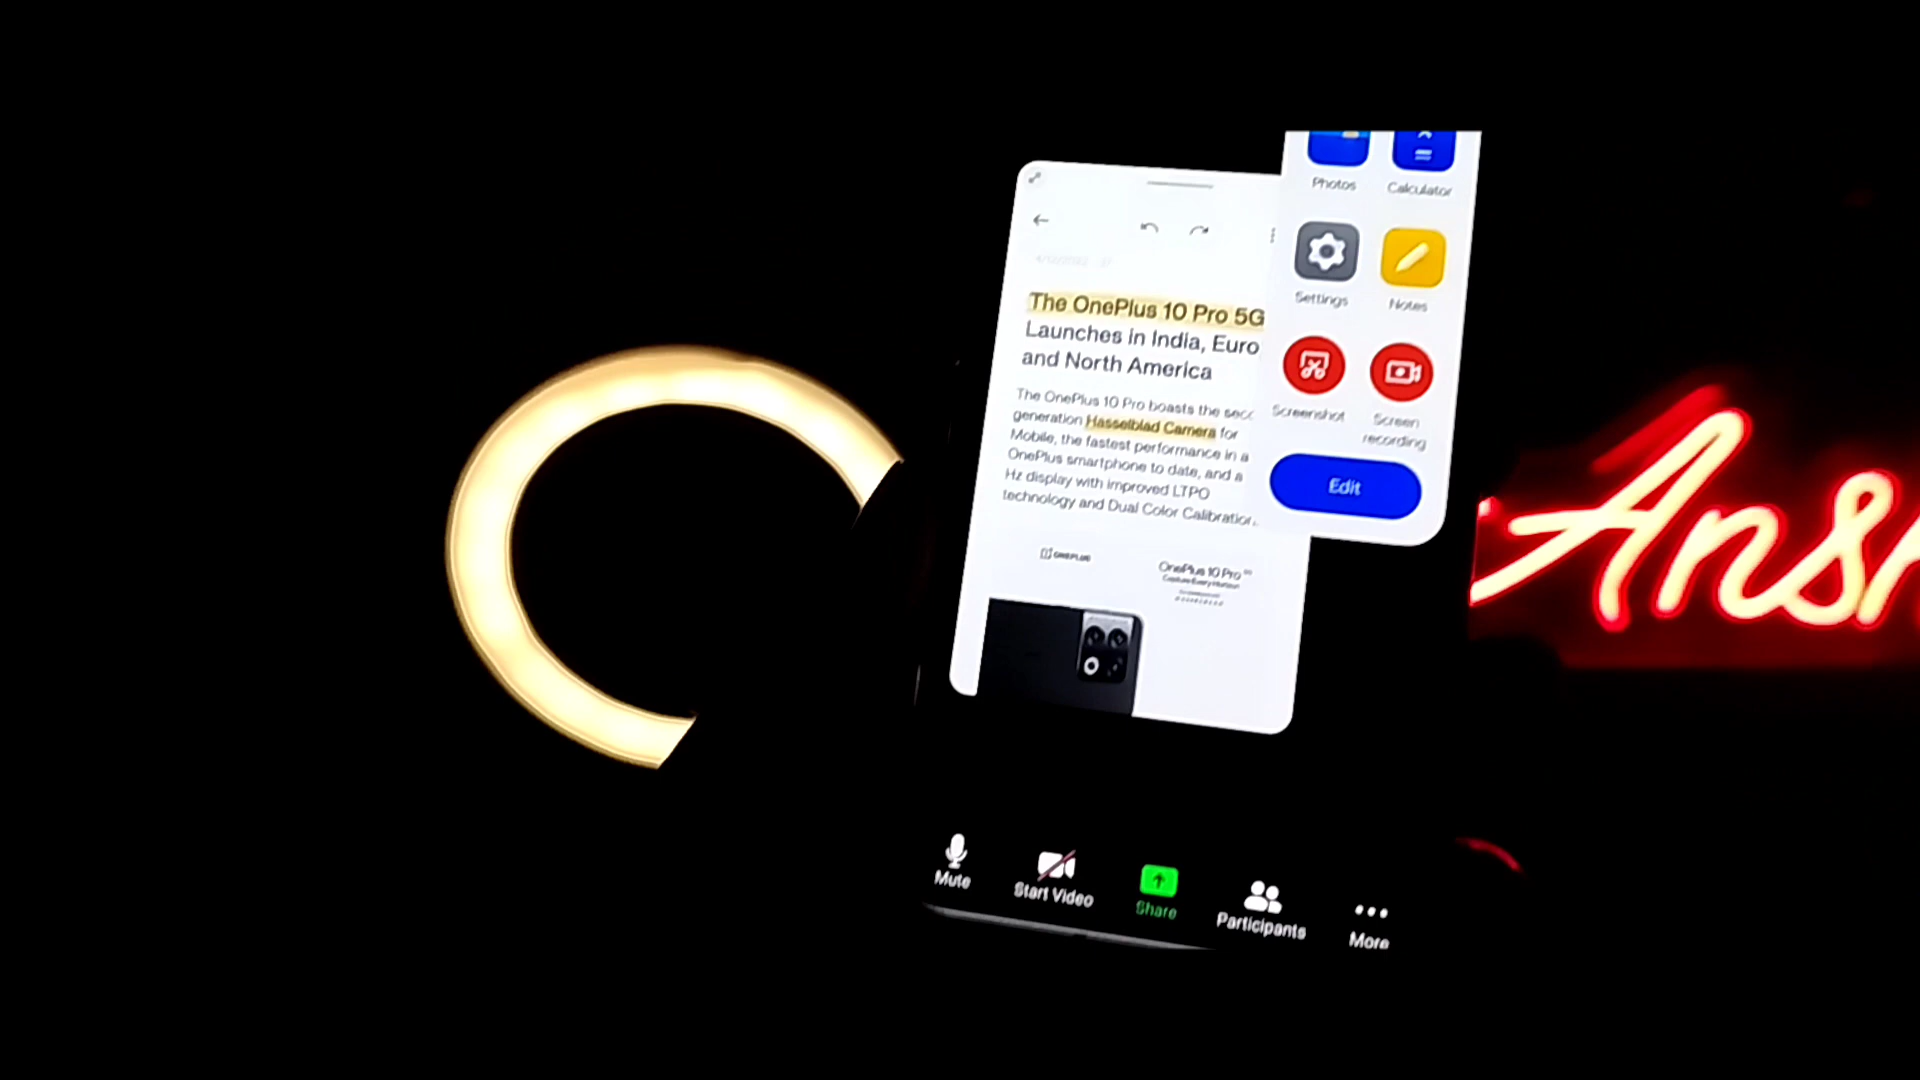 The OnePlus 10 Pro 5G
Launches in India, Euro
and North America
The OnePlus 10 Pro boasts the
generation Hasselblad Camera for
Mobile, the fastest performance in a
OnePlus smartphone to date, and a
Hz display with improved LTPO
technology and Dual Color Calibration.
ONEPLUS
OnePlus 10 Pro
Photos
Calculator
Settings
Notes
Screenshot
Screen
recording
Edit
Mute
Start Video
Share
Participants
More
Ansh